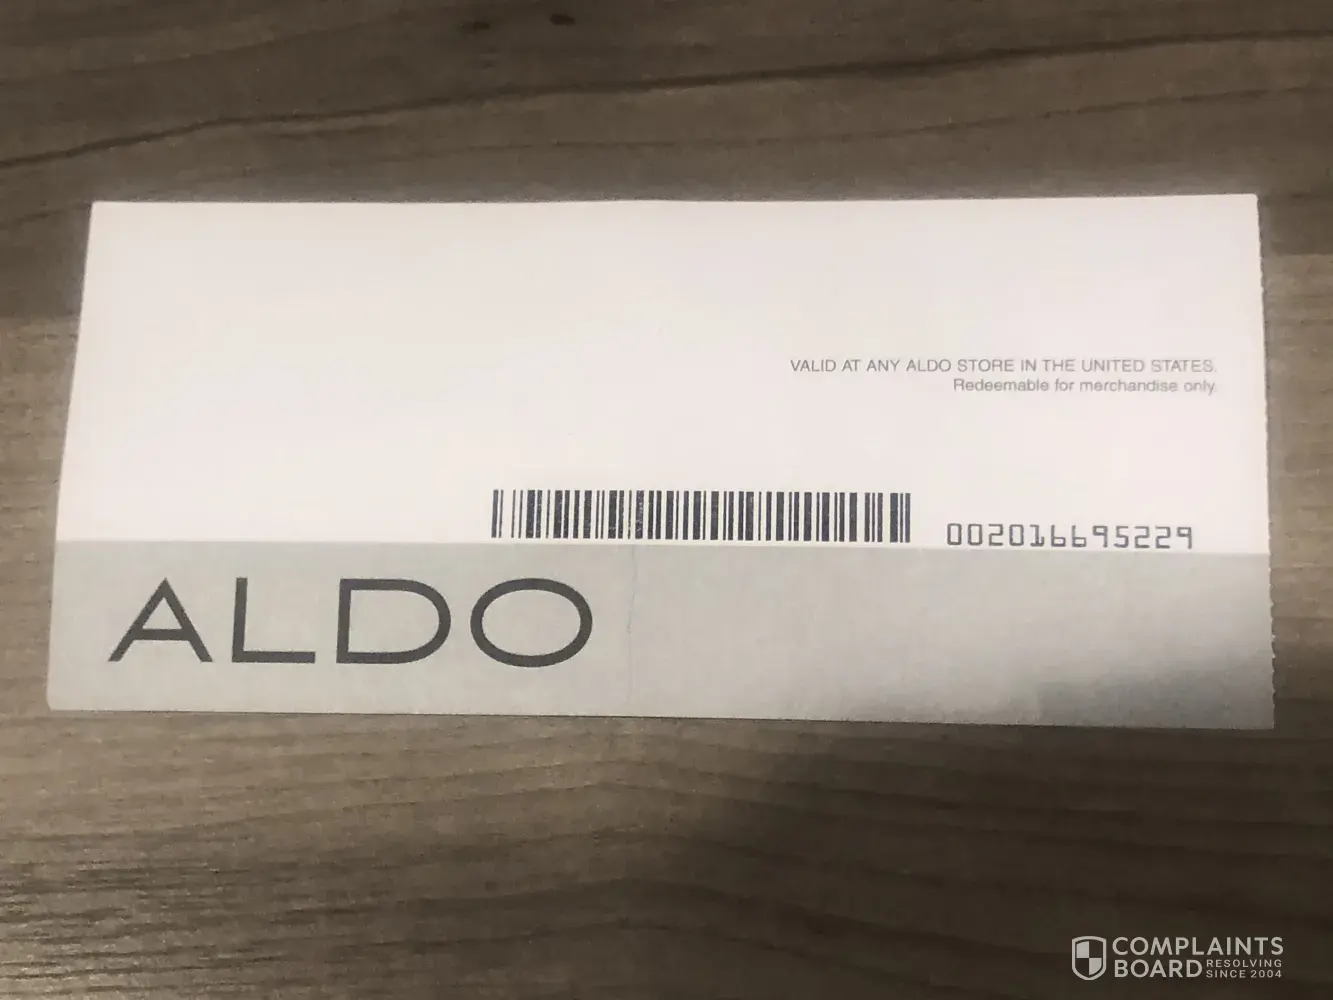 VALID AT ANY ALDO STORE IN THE UNITED STATES.
Redeemable for merchandise only.
002016695229
ALDO
COMPLAINTS
BOARD RESOLVING
SINCE 2004